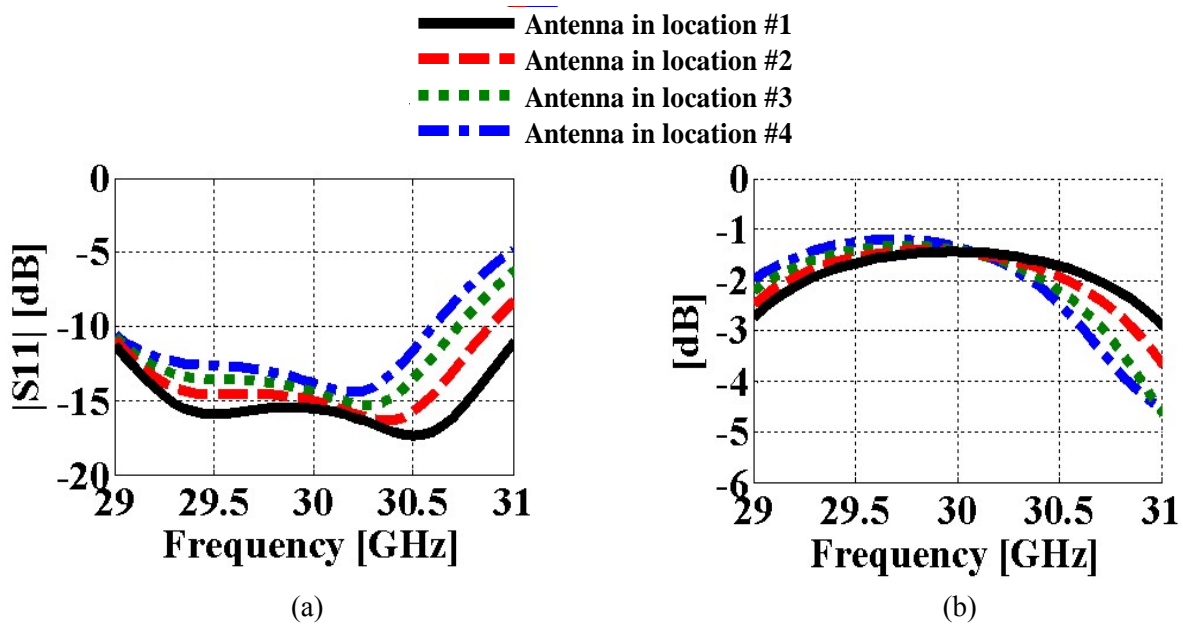 Antenna in location #1
Antenna in location #2
Antenna in location #3
Antenna in location #4
|S11| [dB]
0
-5
-10
-15
-20
29
29.5
30
30.5
31
Frequency [GHz]
(a)
[dB]
0
-1
-2
-3
-4
-5
-6
29
29.5
30
30.5
31
Frequency [GHz]
(b)